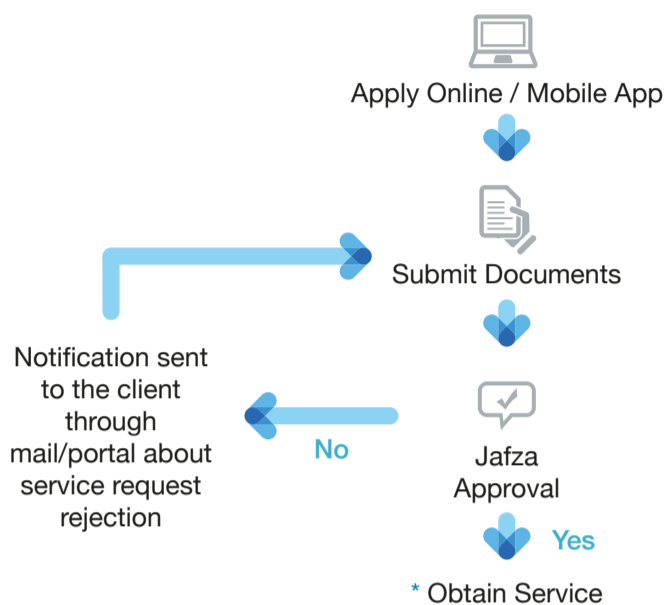 Apply Online / Mobile App
Submit Documents
Notification sent
to the client
through
mail/portal about
service request
rejection
No
Jafza
Approval
Yes
* Obtain Service